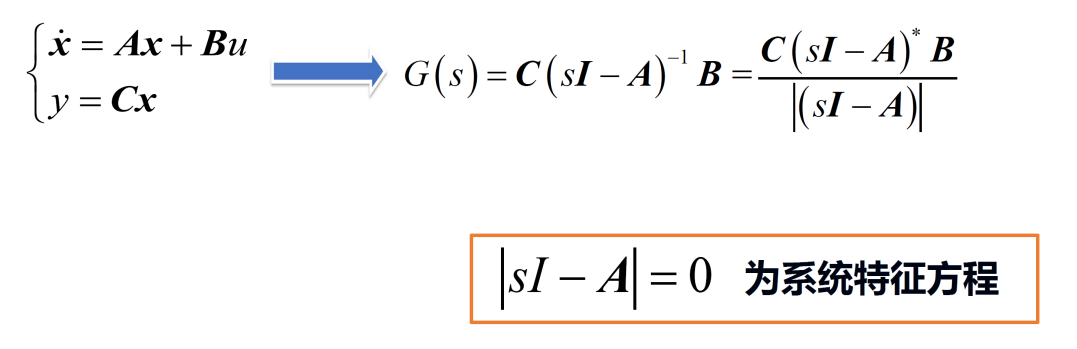 ẋ = Ax + Bu
y = Cx
G(s) = C(sI − A)⁻¹ B = C(sI − A)* B / |(sI − A)|
|sI − A| = 0 为系统特征方程